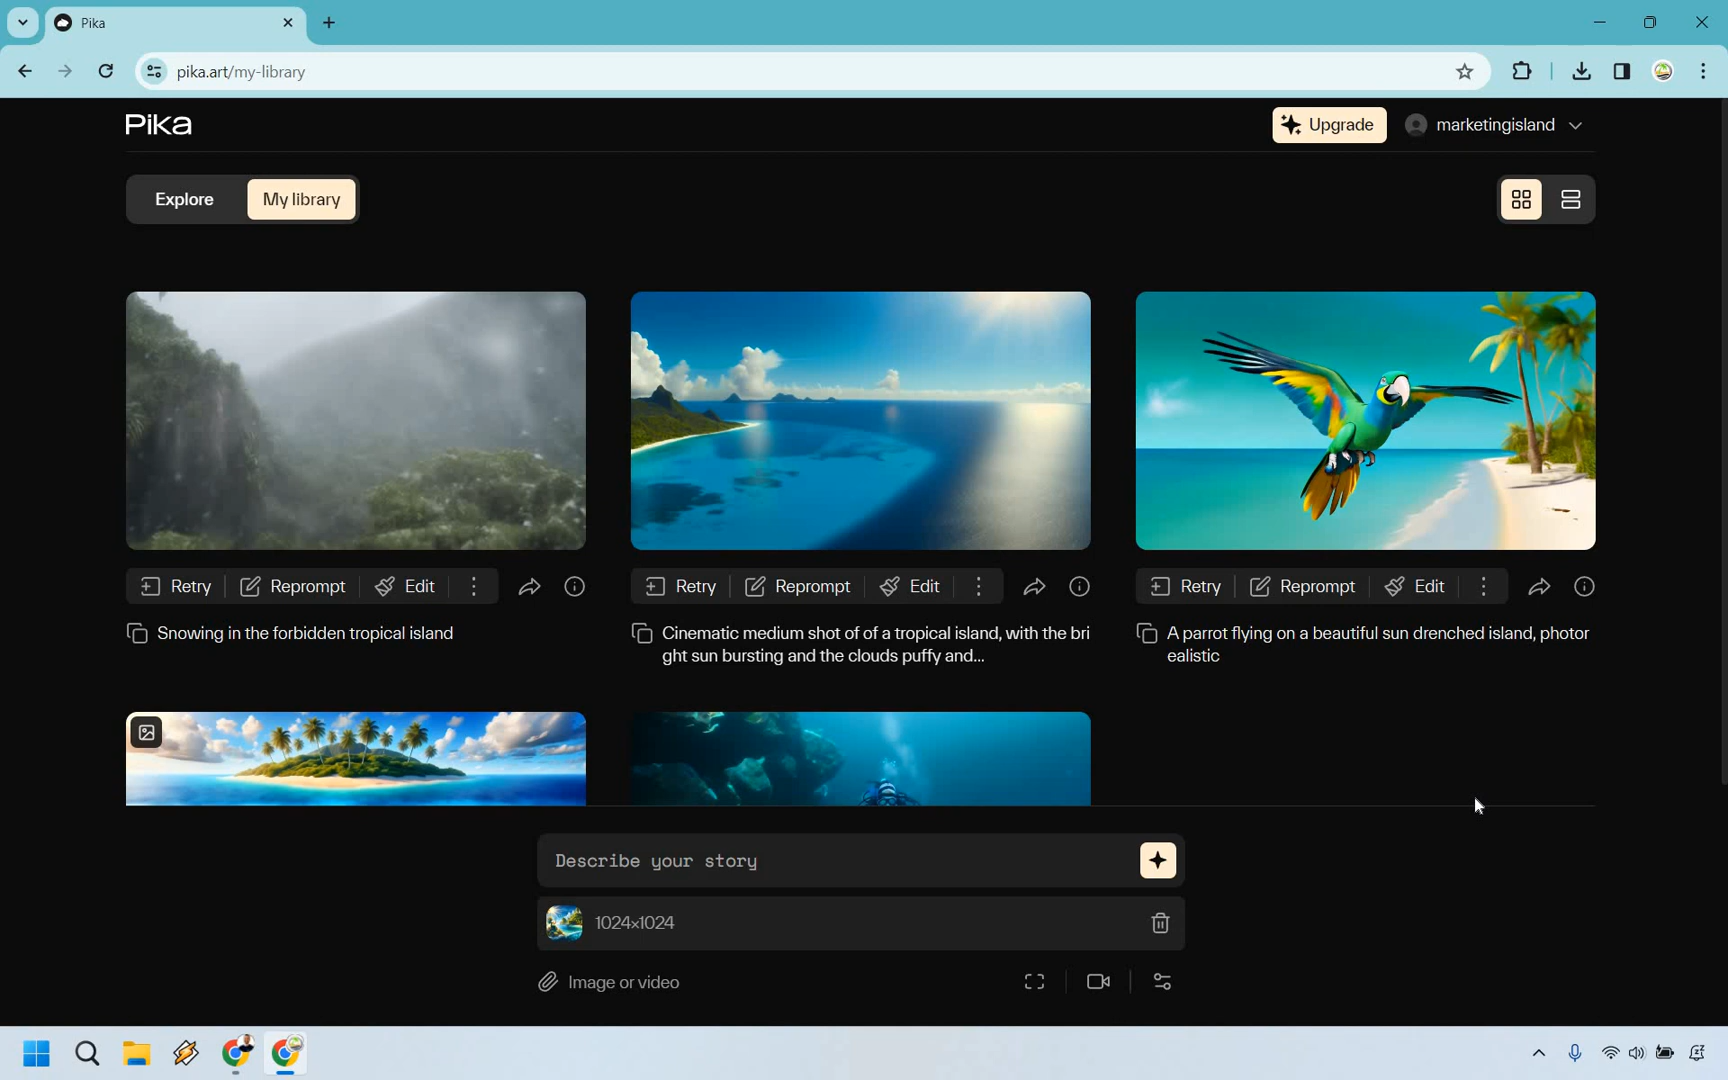 Pika
pika.art/my-library
Pika
Upgrade
marketingisland
Explore
My library
Retry
Reprompt
Edit
Retry
Reprompt
Edit
Retry
Reprompt
Edit
Snowing in the forbidden tropical island
Cinematic medium shot of of a tropical island, with the bri
ght sun bursting and the clouds puffy and...
A parrot flying on a beautiful sun drenched island, photor
ealistic
Describe your story
1024×1024
Image or video